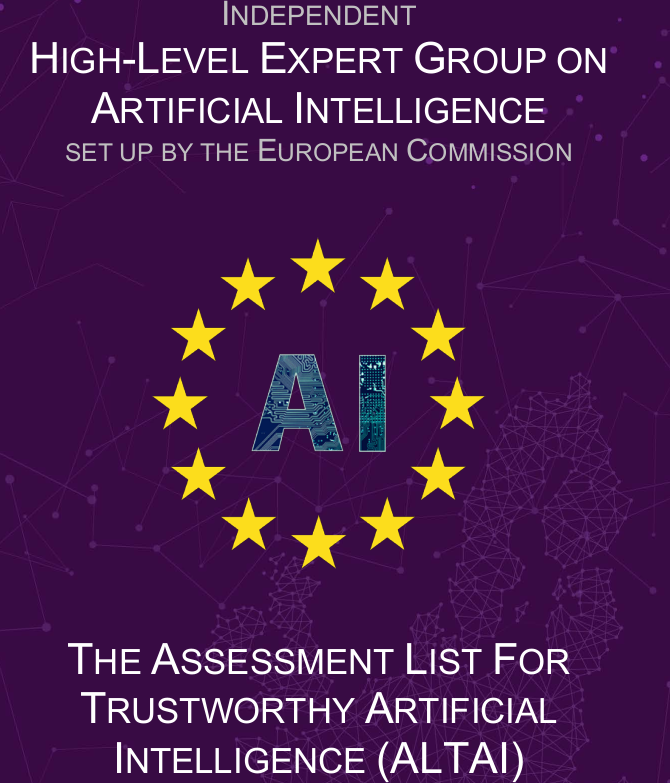 INDEPENDENT
HIGH-LEVEL EXPERT GROUP ON
ARTIFICIAL INTELLIGENCE
SET UP BY THE EUROPEAN COMMISSION
AI
THE ASSESSMENT LIST FOR
TRUSTWORTHY ARTIFICIAL
INTELLIGENCE (ALTAI)